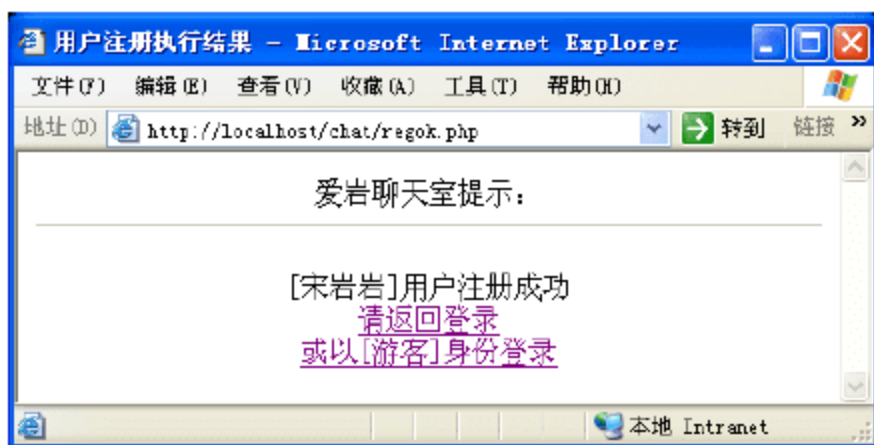 用户注册执行结果 - Microsoft Internet Explorer
文件(F) 编辑(E) 查看(V) 收藏(A) 工具(T) 帮助(H)
地址(D) http://localhost/chat/regok.php 转到 链接 »
爱岩聊天室提示：
[宋岩岩]用户注册成功
请返回登录
或以[游客]身份登录
本地 Intranet